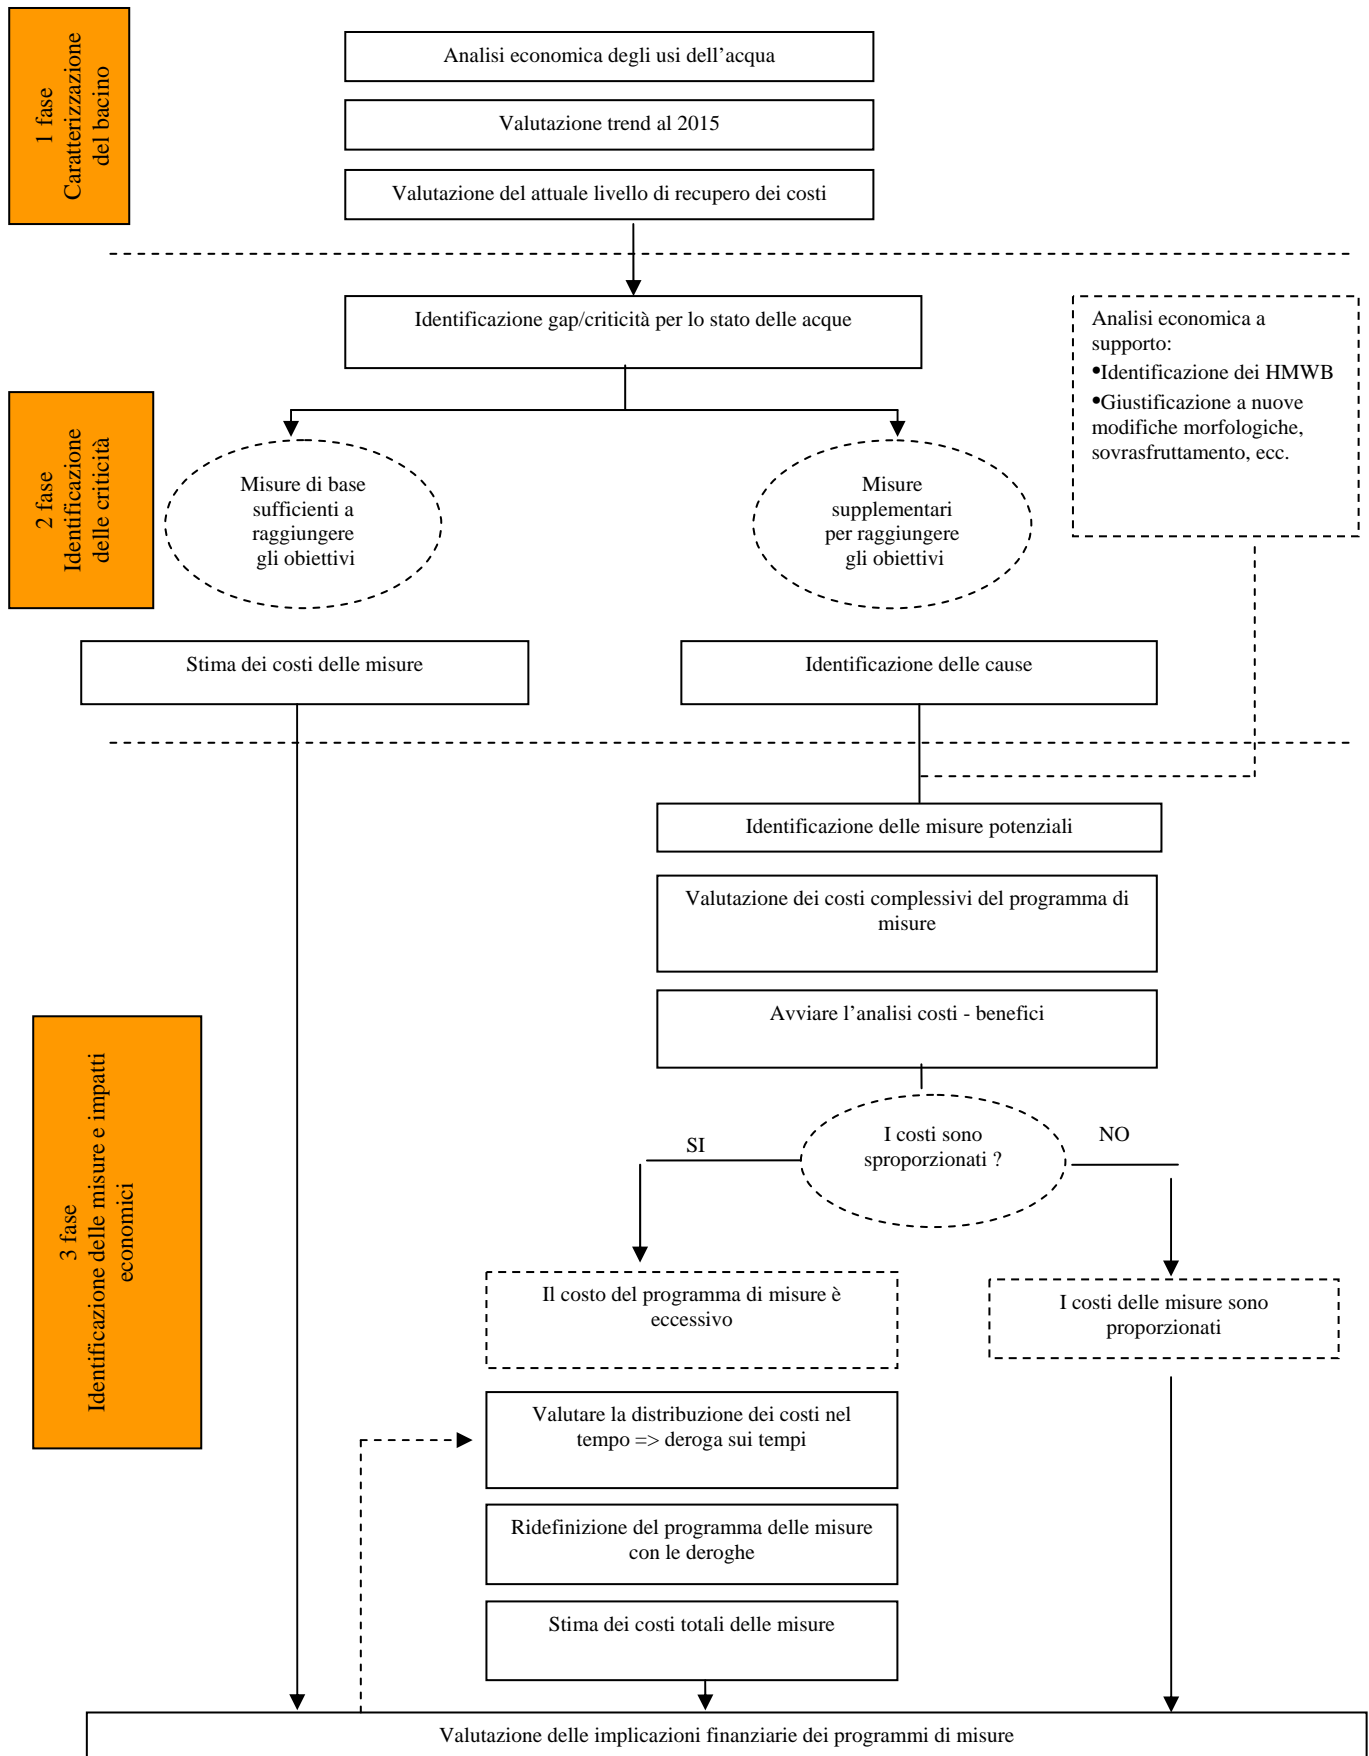 1 fase
Caratterizzazione
del bacino
Analisi economica degli usi dell’acqua
Valutazione trend al 2015
Valutazione del attuale livello di recupero dei costi
2 fase
Identificazione
delle criticità
Identificazione gap/criticità per lo stato delle acque
Analisi economica a
supporto:
•Identificazione dei HMWB
•Giustificazione a nuove
modifiche morfologiche,
sovrasfruttamento, ecc.
Misure di base
sufficienti a
raggiungere
gli obiettivi
Misure
supplementari
per raggiungere
gli obiettivi
Stima dei costi delle misure
Identificazione delle cause
3 fase
Identificazione delle misure e impatti
economici
Identificazione delle misure potenziali
Valutazione dei costi complessivi del programma di
misure
Avviare l’analisi costi - benefici
I costi sono
sproporzionati ?
SI
NO
Il costo del programma di misure è
eccessivo
I costi delle misure sono
proporzionati
Valutare la distribuzione dei costi nel
tempo => deroga sui tempi
Ridefinizione del programma delle misure
con le deroghe
Stima dei costi totali delle misure
Valutazione delle implicazioni finanziarie dei programmi di misure